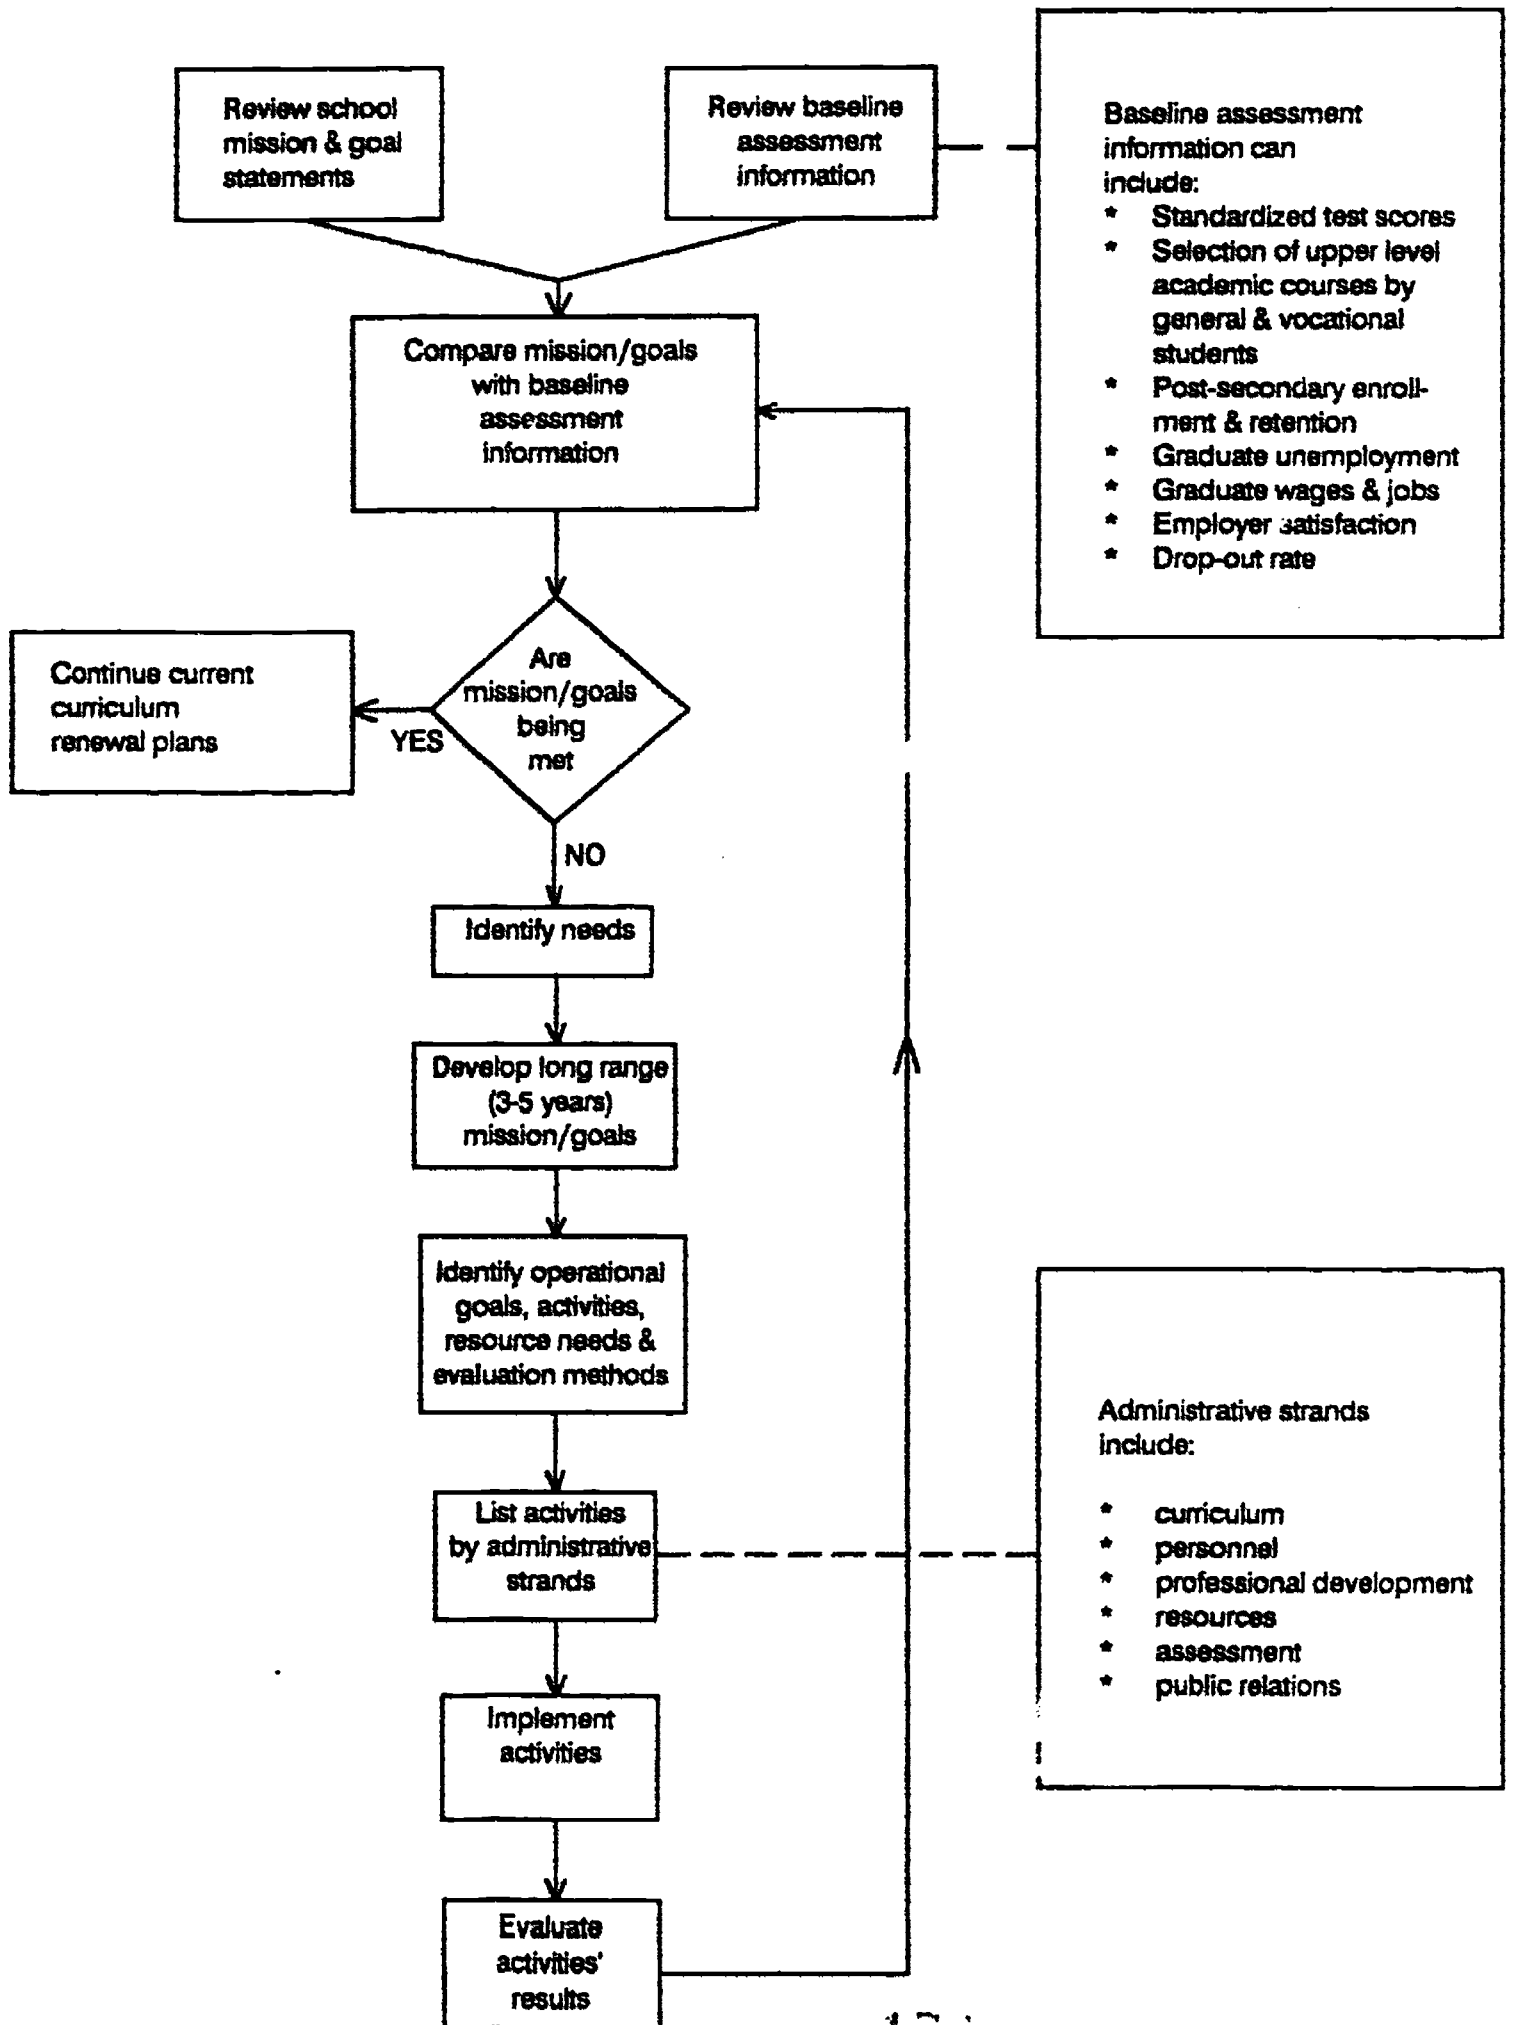 Review school
mission & goal
statements
Review baseline
assessment
information
Baseline assessment
information can
include:
* Standardized test scores
* Selection of upper level
academic courses by
general & vocational
students
* Post-secondary enroll-
ment & retention
* Graduate unemployment
* Graduate wages & jobs
* Employer satisfaction
* Drop-out rate
Compare mission/goals
with baseline
assessment
information
Are
mission/goals
being
met
Continue current
curriculum
renewal plans
YES
NO
Identify needs
Develop long range
(3-5 years)
mission/goals
Identify operational
goals, activities,
resource needs &
evaluation methods
List activities
by administrative
strands
Administrative strands
include:
* curriculum
* personnel
* professional development
* resources
* assessment
* public relations
Implement
activities
Evaluate
activities'
results